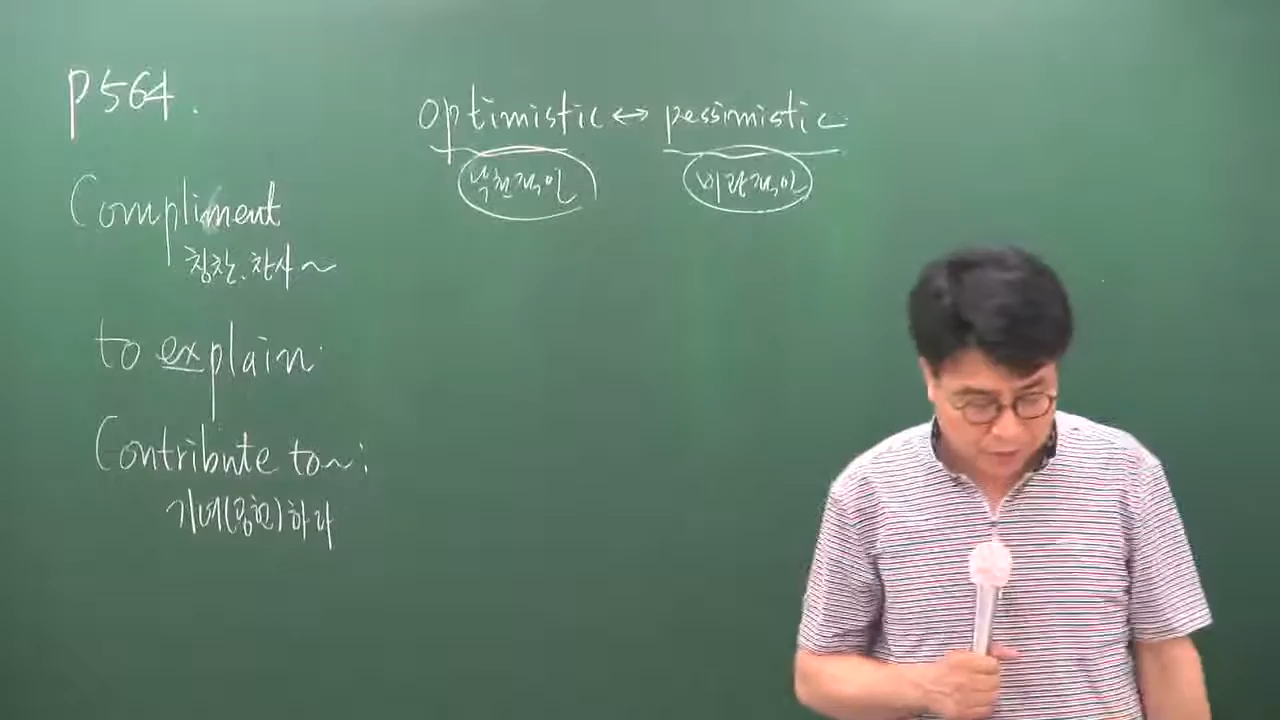 p564.
optimistic ↔ pessimistic
낙천적인 비관적인
Compliment
칭찬.찬사~
to explain
Contribute to~:
기여(공헌)하다